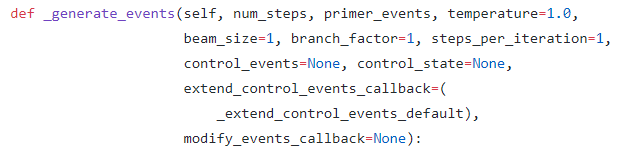 def _generate_events(self, num_steps, primer_events, temperature=1.0,
                     beam_size=1, branch_factor=1, steps_per_iteration=1,
                     control_events=None, control_state=None,
                     extend_control_events_callback=(
                         _extend_control_events_default),
                     modify_events_callback=None):